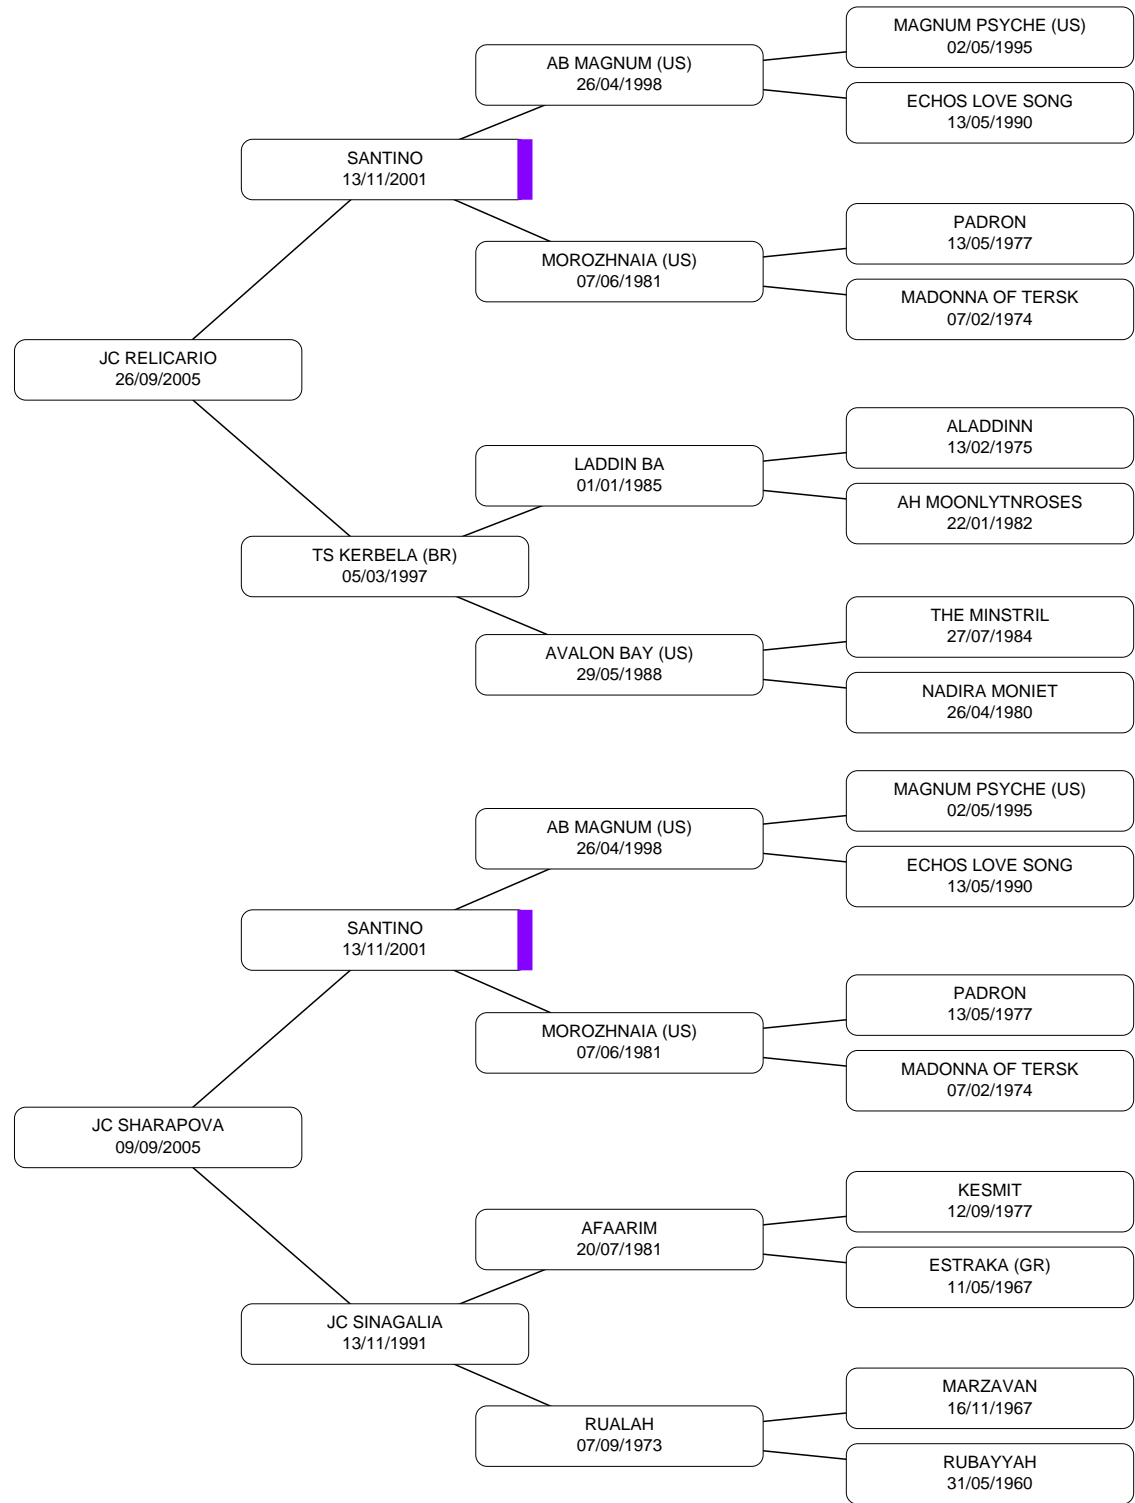 MAGNUM PSYCHE (US)
02/05/1995
AB MAGNUM (US)
26/04/1998
ECHOS LOVE SONG
13/05/1990
SANTINO
13/11/2001
PADRON
13/05/1977
MOROZHNAIA (US)
07/06/1981
MADONNA OF TERSK
07/02/1974
JC RELICARIO
26/09/2005
ALADDINN
13/02/1975
LADDIN BA
01/01/1985
AH MOONLYTNROSES
22/01/1982
TS KERBELA (BR)
05/03/1997
THE MINSTRIL
27/07/1984
AVALON BAY (US)
29/05/1988
NADIRA MONIET
26/04/1980
MAGNUM PSYCHE (US)
02/05/1995
AB MAGNUM (US)
26/04/1998
ECHOS LOVE SONG
13/05/1990
SANTINO
13/11/2001
PADRON
13/05/1977
MOROZHNAIA (US)
07/06/1981
MADONNA OF TERSK
07/02/1974
JC SHARAPOVA
09/09/2005
KESMIT
12/09/1977
AFAARIM
20/07/1981
ESTRAKA (GR)
11/05/1967
JC SINAGALIA
13/11/1991
MARZAVAN
16/11/1967
RUALAH
07/09/1973
RUBAYYAH
31/05/1960